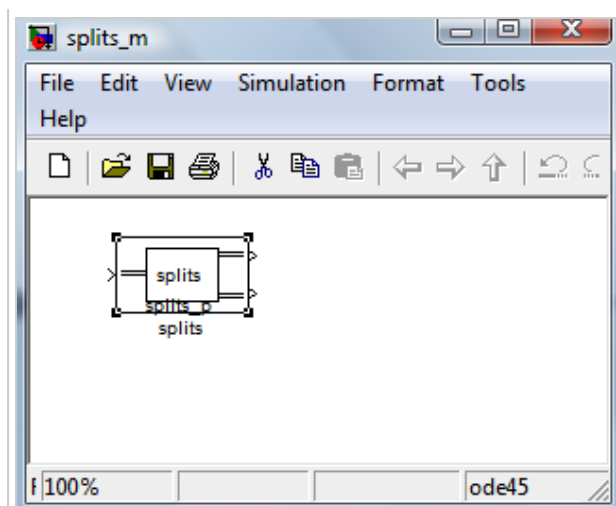 splits_m
File Edit View Simulation Format Tools
Help
splits
splits_p
splits
100%
ode45